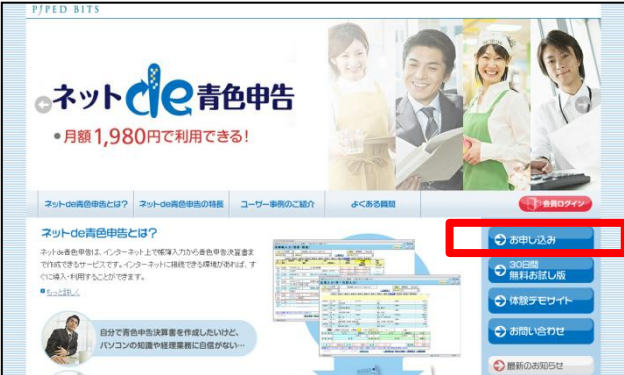 PIPED BITS
ネットde青色申告
●月額1,980円で利用できる!
ネットde青色申告とは?
ネットde青色申告の特長
ユーザー事例のご紹介
よくある質問
会員ログイン
ネットde青色申告とは?
ネットde青色申告は、インターネット上で帳簿入力から青色申告決算書ま
で作成できるサービスです。インターネットに接続できる環境があれば、す
ぐに導入・利用することができます。
もっと詳しく
自分で青色申告決算書を作成したいけど、
パソコンの知識や経理業務に自信がない…
お申し込み
30日間
無料お試し版
体験デモサイト
お問い合わせ
最新のお知らせ